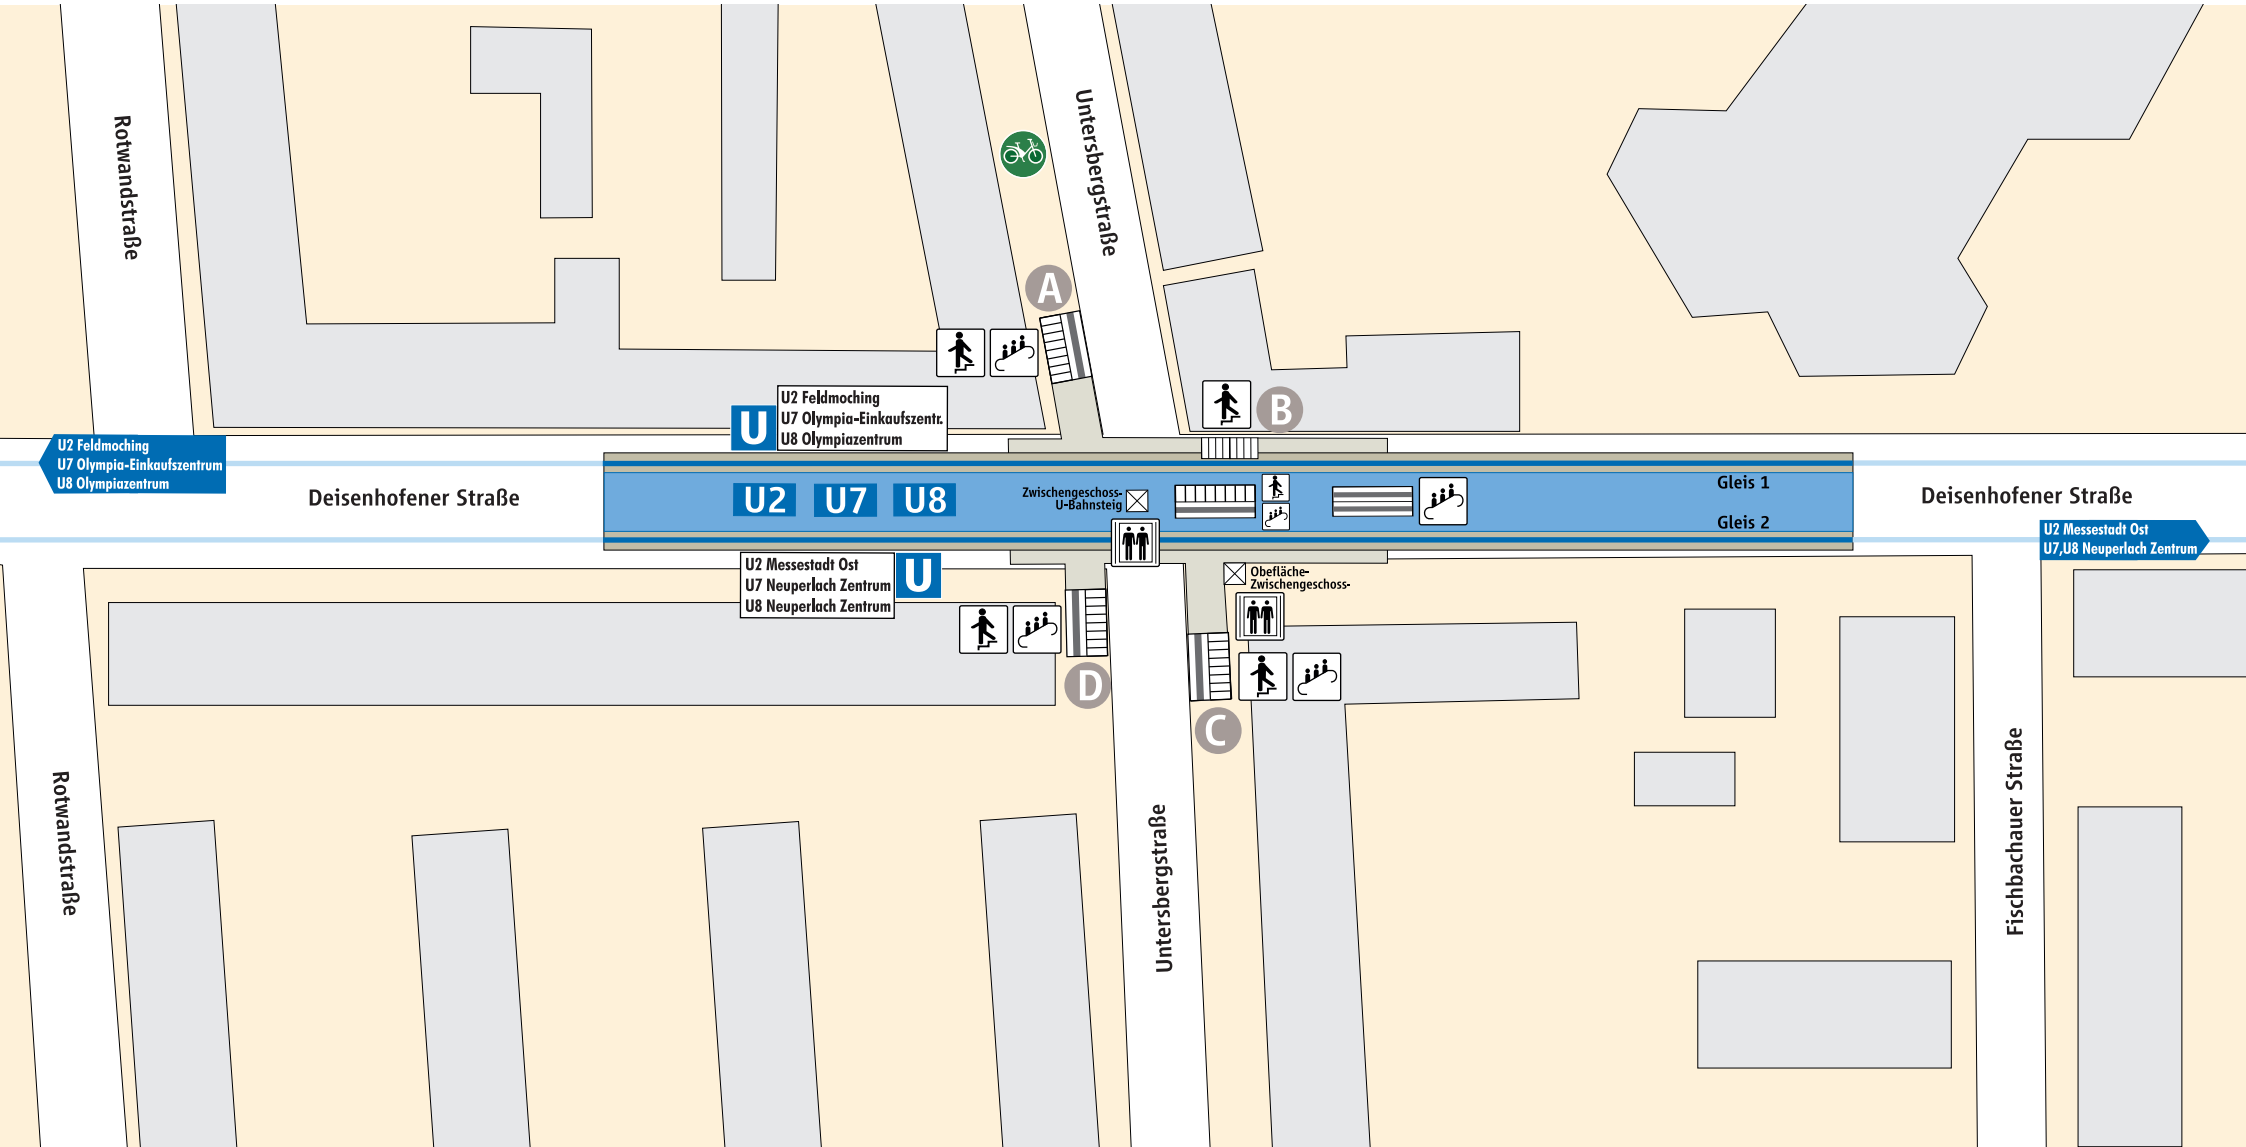 Rotwandstraße
Untersbergstraße
A
B
U
U2 Feldmoching
U7 Olympia-Einkaufszentr.
U8 Olympiazentrum
U2 Feldmoching
U7 Olympia-Einkaufszentrum
U8 Olympiazentrum
Deisenhofener Straße
U2
U7
U8
Zwischengeschoss-
U-Bahnsteig
Gleis 1
Gleis 2
Deisenhofener Straße
U2 Messestadt Ost
U7,U8 Neuperlach Zentrum
U2 Messestadt Ost
U7 Neuperlach Zentrum
U8 Neuperlach Zentrum
U
Obefläche-
Zwischengeschoss-
D
C
Rotwandstraße
Untersbergstraße
Fischbachauer Straße